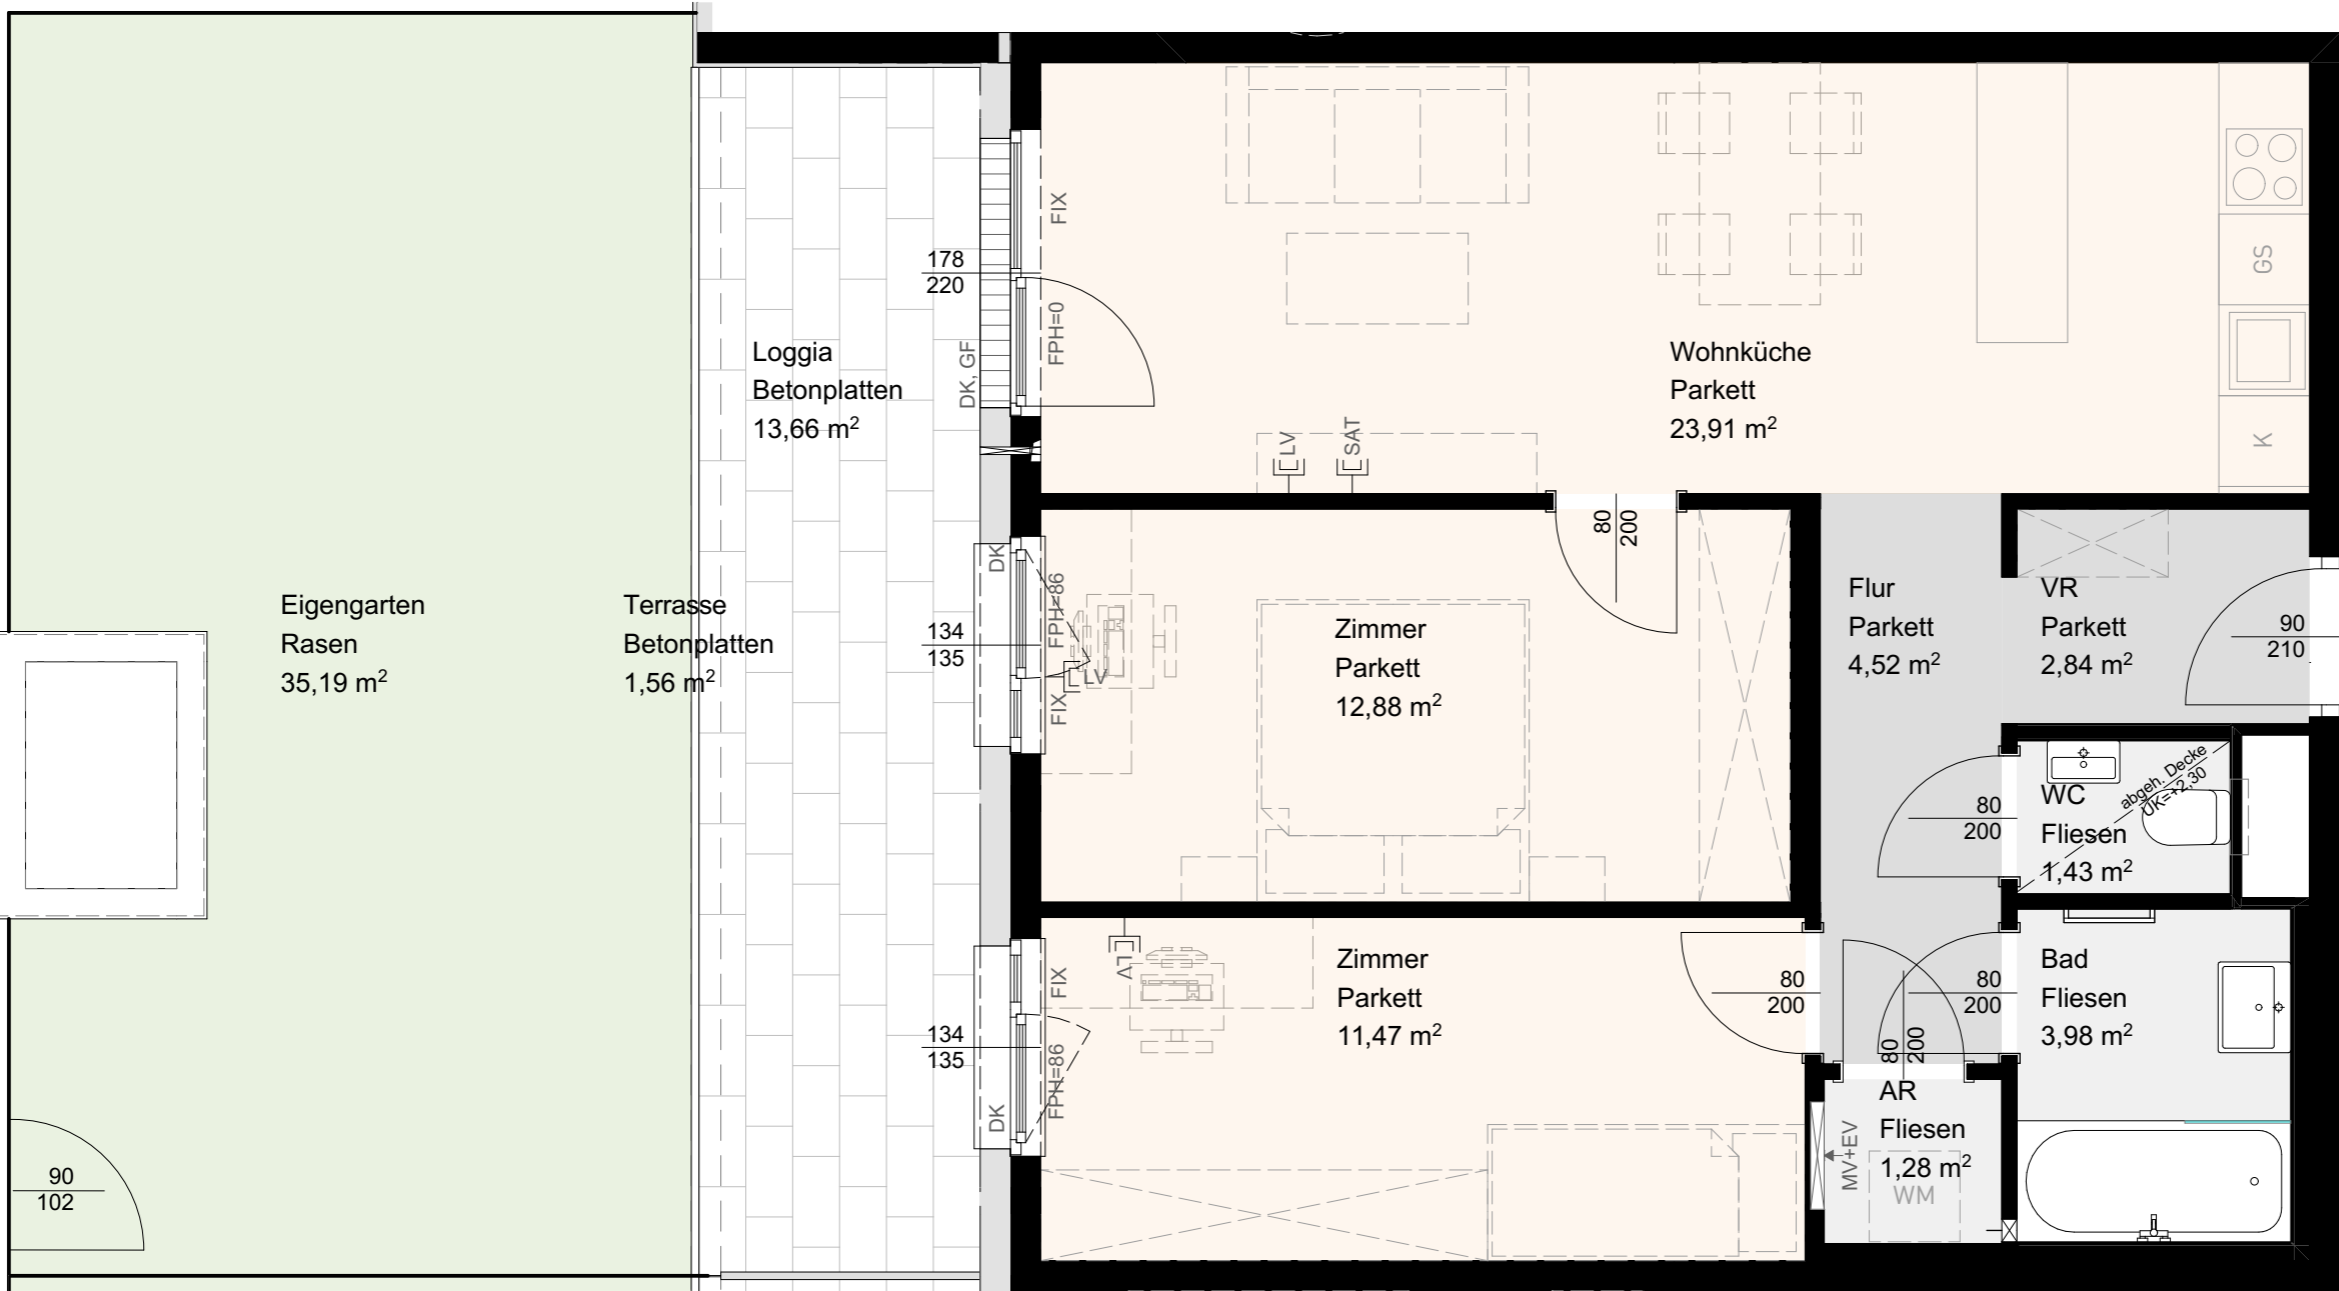 FIX
178
220
FPH=0
DK, GF
GS
Loggia
Betonplatten
13,66 m²
Wohnküche
Parkett
23,91 m²
LV
SAT
K
80
200
DK
FPH=86
FIX
LV
134
135
Eigengarten
Rasen
35,19 m²
Terrasse
Betonplatten
1,56 m²
Zimmer
Parkett
12,88 m²
Flur
Parkett
4,52 m²
VR
Parkett
2,84 m²
90
210
abgeh. Decke
UK=+2,30
WC
Fliesen
1,43 m²
80
200
LV
FIX
Zimmer
Parkett
11,47 m²
80
200
80
200
Bad
Fliesen
3,98 m²
134
135
FPH=86
DK
80
200
AR
Fliesen
1,28 m²
WM
MV+EV
90
102